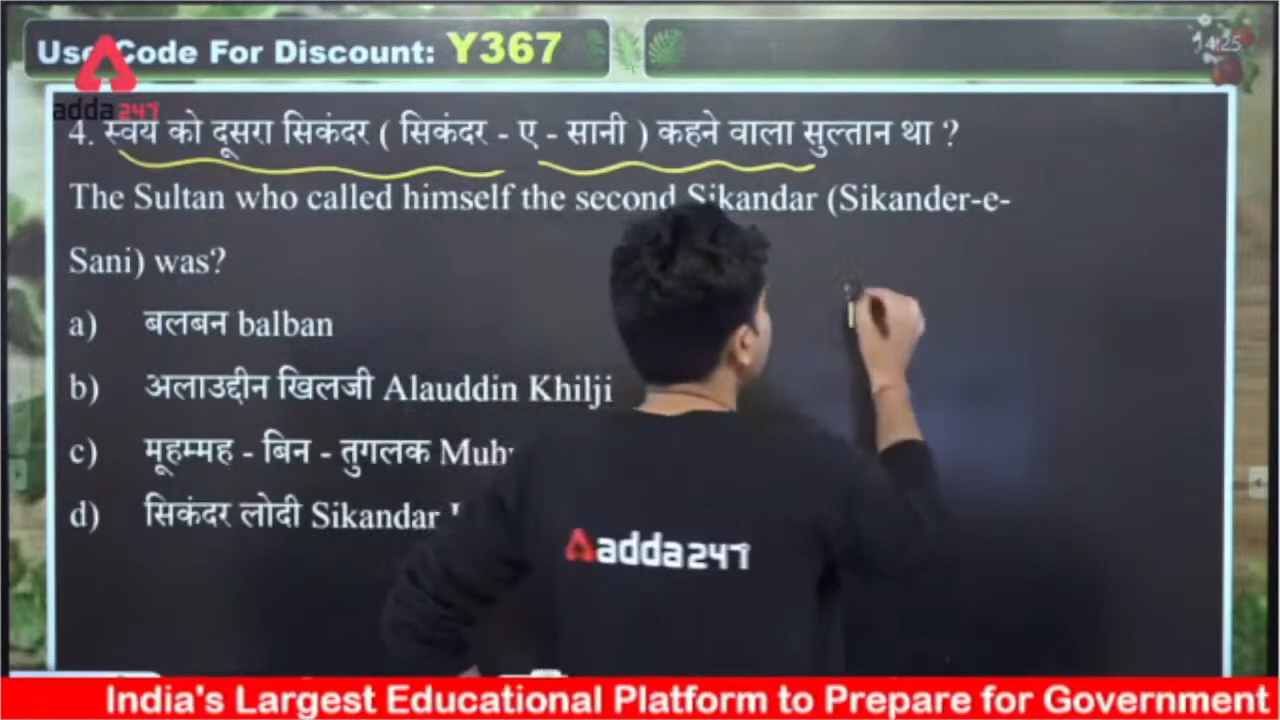 Use Code For Discount: Y367
adda247
4. स्वयं को दूसरा सिकंदर ( सिकंदर - ए - सानी ) कहने वाला सुल्तान था ?
The Sultan who called himself the second Sikandar (Sikander-e-
Sani) was?
a) बलबन balban
b) अलाउद्दीन खिलजी Alauddin Khilji
c) मूहम्मह - बिन - तुगलक
d) सिकंदर लोदी Sikandar
adda247
India's Largest Educational Platform to Prepare for Government